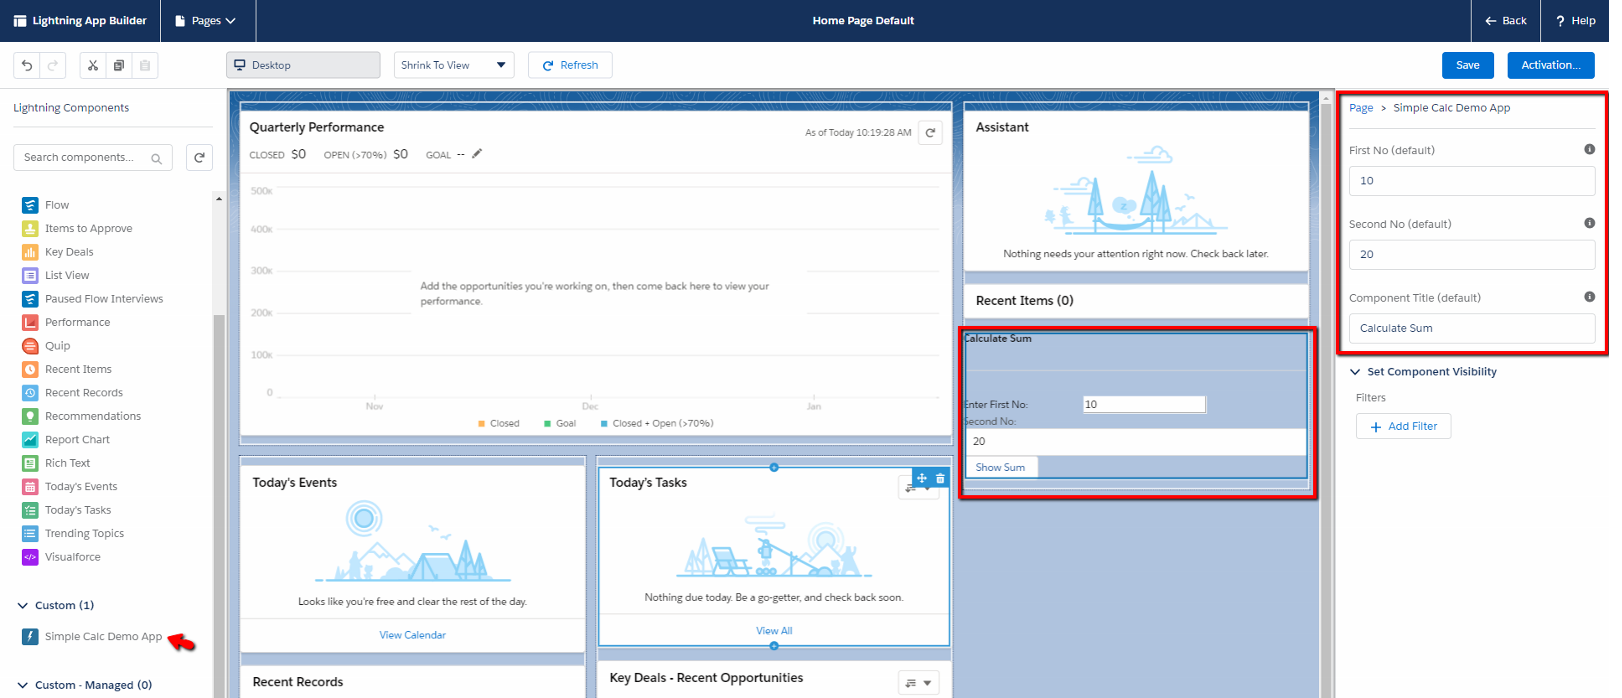 Lightning App Builder
Pages
Home Page Default
Back
? Help
Desktop
Shrink To View
Refresh
Save
Activation...
Lightning Components
Search components...
Flow
Items to Approve
Key Deals
List View
Paused Flow Interviews
Performance
Quip
Recent Items
Recent Records
Recommendations
Report Chart
Rich Text
Today's Events
Today's Tasks
Trending Topics
Visualforce
Custom (1)
Simple Calc Demo App
Custom - Managed (0)
Quarterly Performance
As of Today 10:19:28 AM
CLOSED $0 OPEN (>70%) $0 GOAL --
500K
400K
300K
200K
100K
0
Add the opportunities you're working on, then come back here to view your
performance.
Nov Dec Jan
Closed Goal Closed + Open (>70%)
Today's Events
Looks like you're free and clear the rest of the day.
View Calendar
Recent Records
Today's Tasks
Nothing due today. Be a go-getter, and check back soon.
View All
Key Deals - Recent Opportunities
Assistant
Z
Nothing needs your attention right now. Check back later.
Recent Items (0)
Calculate Sum
Enter First No: 10
Second No:
20
Show Sum
Page > Simple Calc Demo App
First No (default)
10
Second No (default)
20
Component Title (default)
Calculate Sum
Set Component Visibility
Filters
Add Filter